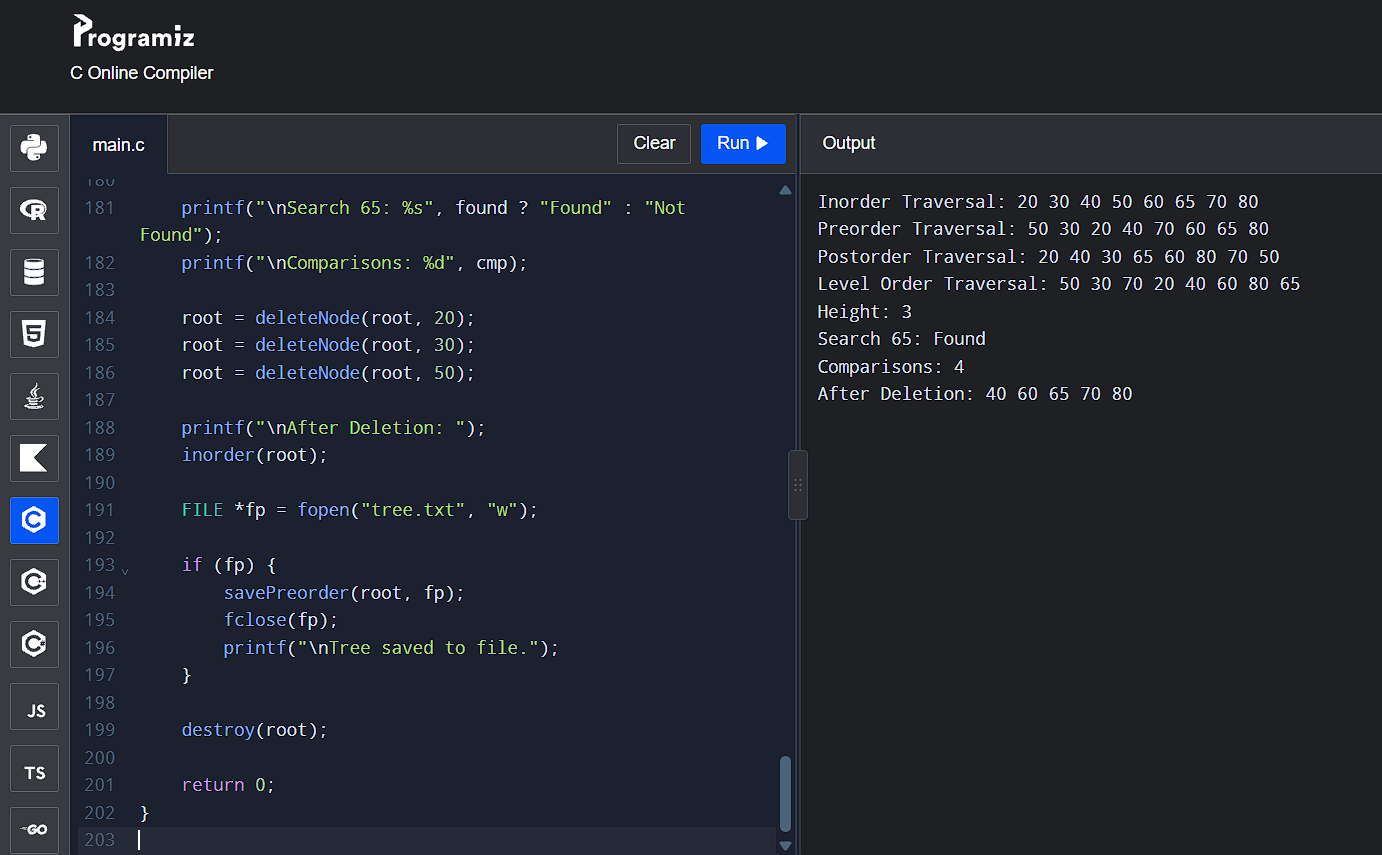 Programiz
C Online Compiler
main.c
Clear
Run
Output
180
181 printf("\nSearch 65: %s", found ? "Found" : "Not
Found");
182 printf("\nComparisons: %d", cmp);
183
184 root = deleteNode(root, 20);
185 root = deleteNode(root, 30);
186 root = deleteNode(root, 50);
187
188 printf("\nAfter Deletion: ");
189 inorder(root);
190
191 FILE *fp = fopen("tree.txt", "w");
192
193 if (fp) {
194 savePreorder(root, fp);
195 fclose(fp);
196 printf("\nTree saved to file.");
197 }
198
199 destroy(root);
200
201 return 0;
202 }
203
Inorder Traversal: 20 30 40 50 60 65 70 80
Preorder Traversal: 50 30 20 40 70 60 65 80
Postorder Traversal: 20 40 30 65 60 80 70 50
Level Order Traversal: 50 30 70 20 40 60 80 65
Height: 3
Search 65: Found
Comparisons: 4
After Deletion: 40 60 65 70 80
R
5
C
C
C
JS
TS
GO